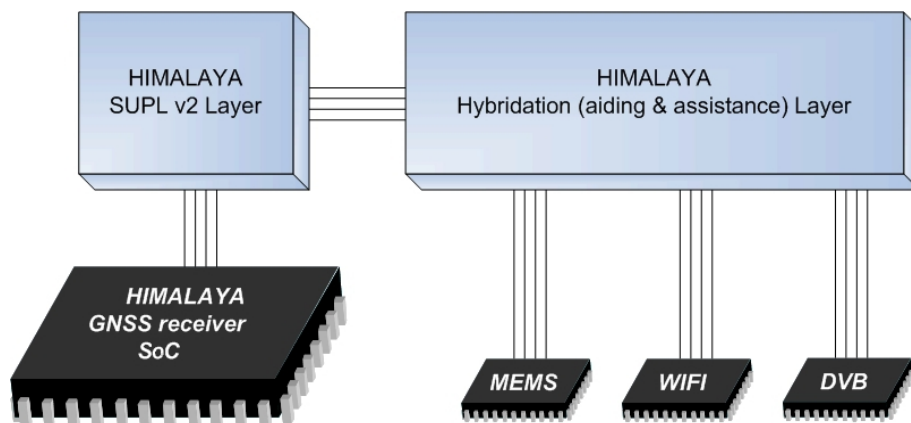 HIMALAYA
SUPL v2 Layer
HIMALAYA
Hybridation (aiding & assistance) Layer
HIMALAYA
GNSS receiver
SoC
MEMS
WIFI
DVB